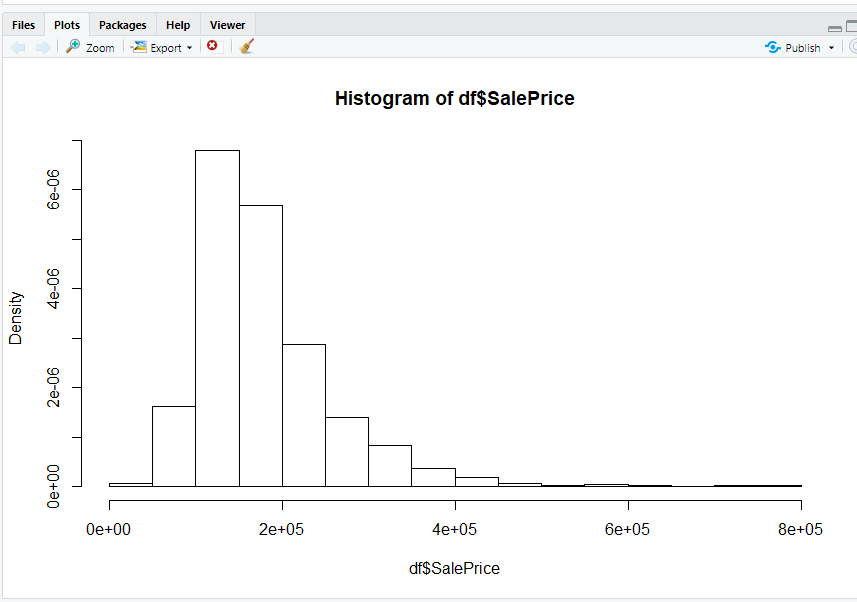 Files Plots Packages Help Viewer
Zoom Export Publish
Histogram of df$SalePrice
6e-06
4e-06
2e-06
0e+00
Density
0e+00 2e+05 4e+05 6e+05 8e+05
df$SalePrice